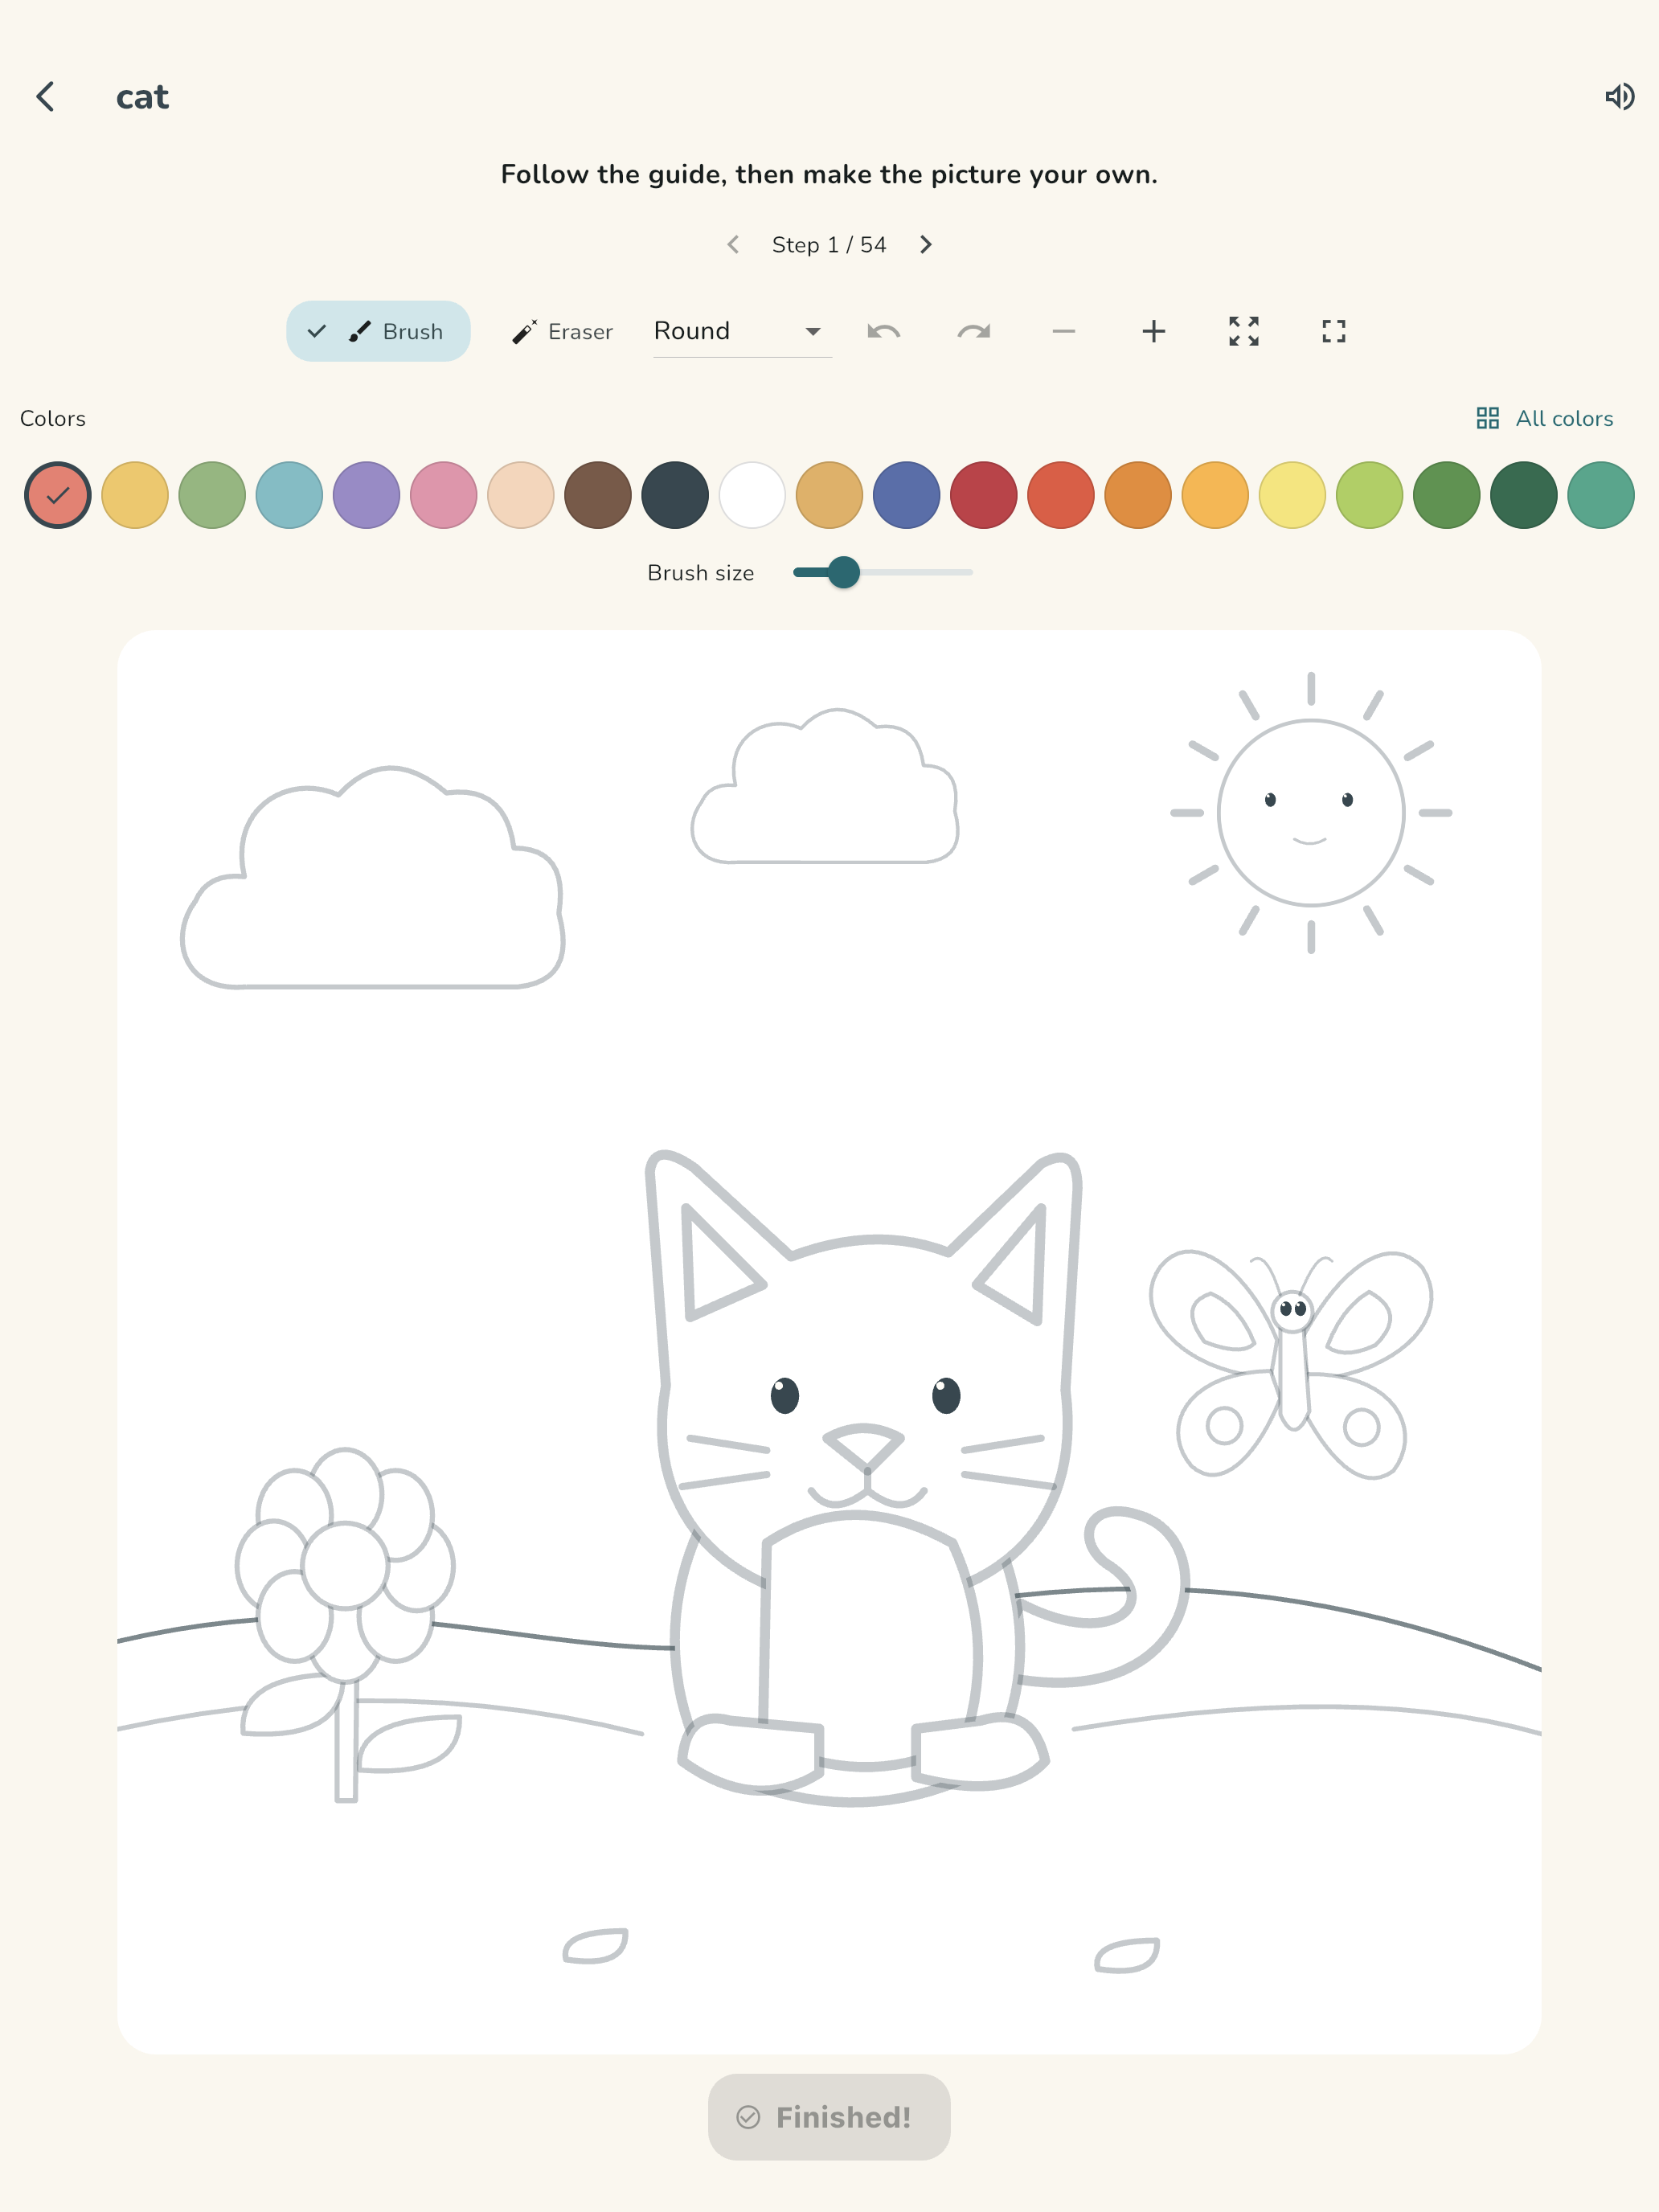 cat
Follow the guide, then make the picture your own.
Step 1 / 54
Brush Eraser Round
Colors All colors
Brush size
Finished!